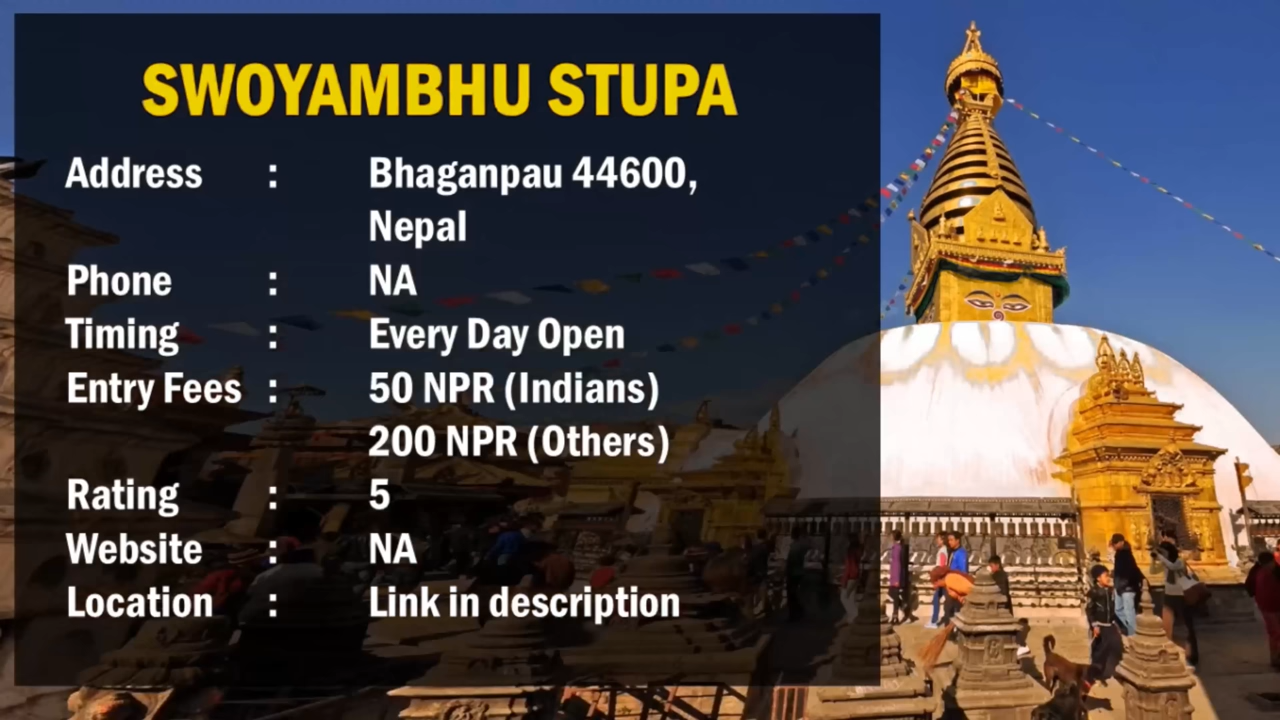 SWOYAMBHU STUPA
Address : Bhaganpau 44600,
Nepal
Phone : NA
Timing : Every Day Open
Entry Fees : 50 NPR (Indians)
200 NPR (Others)
Rating : 5
Website : NA
Location : Link in description